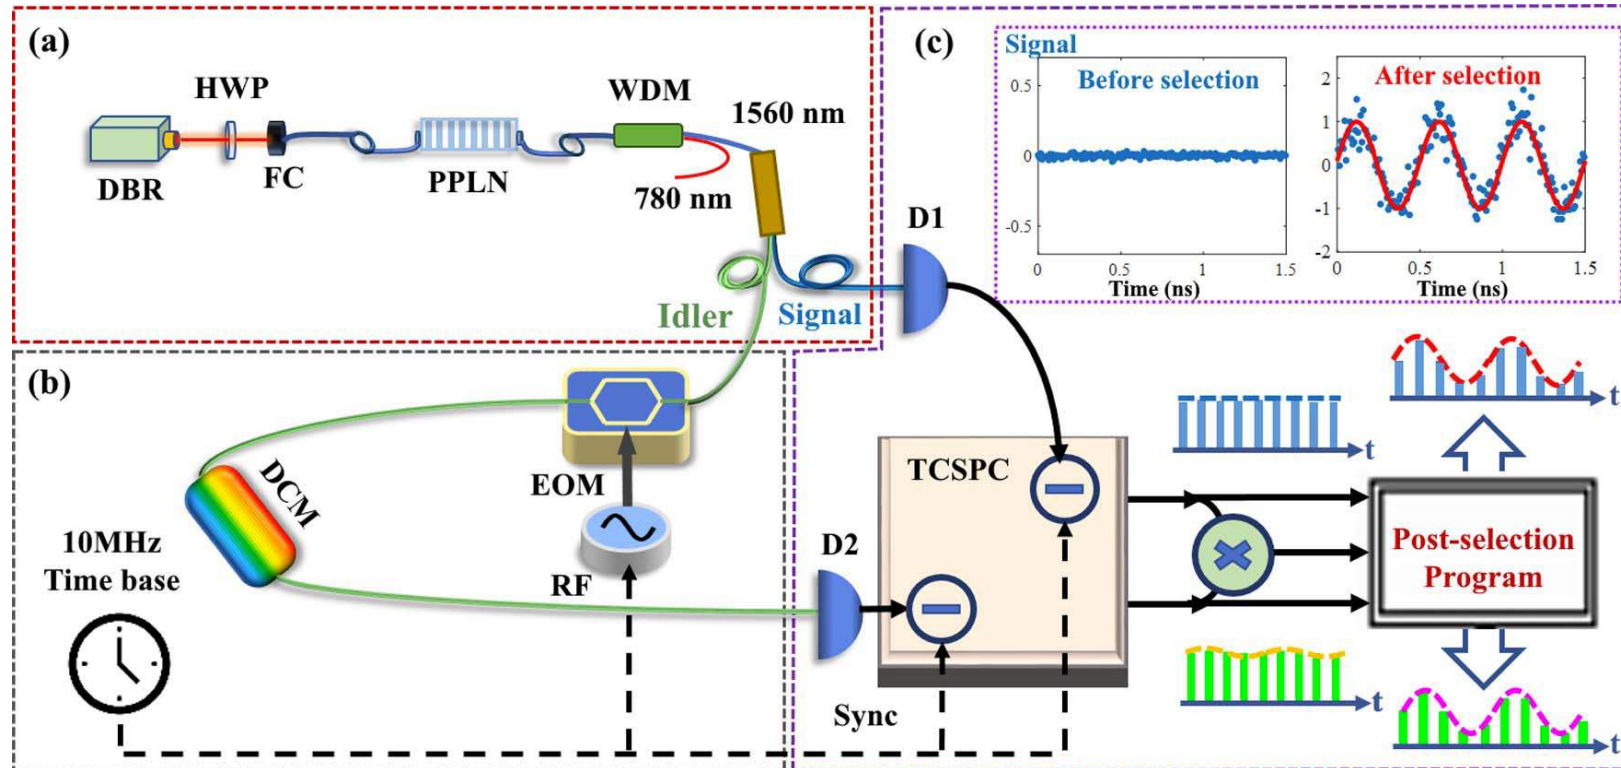 (a)
HWP
WDM
1560 nm
DBR
FC
PPLN
780 nm
Idler
Signal
(b)
EOM
DCM
RF
10MHz
Time base
(c)
Signal
Before selection
0.5
0
-0.5
0
0.5
1
1.5
Time (ns)
After selection
2
1
0
-1
-2
0
0.5
1
1.5
Time (ns)
D1
TCSPC
D2
Sync
t
t
t
t
Post-selection
Program